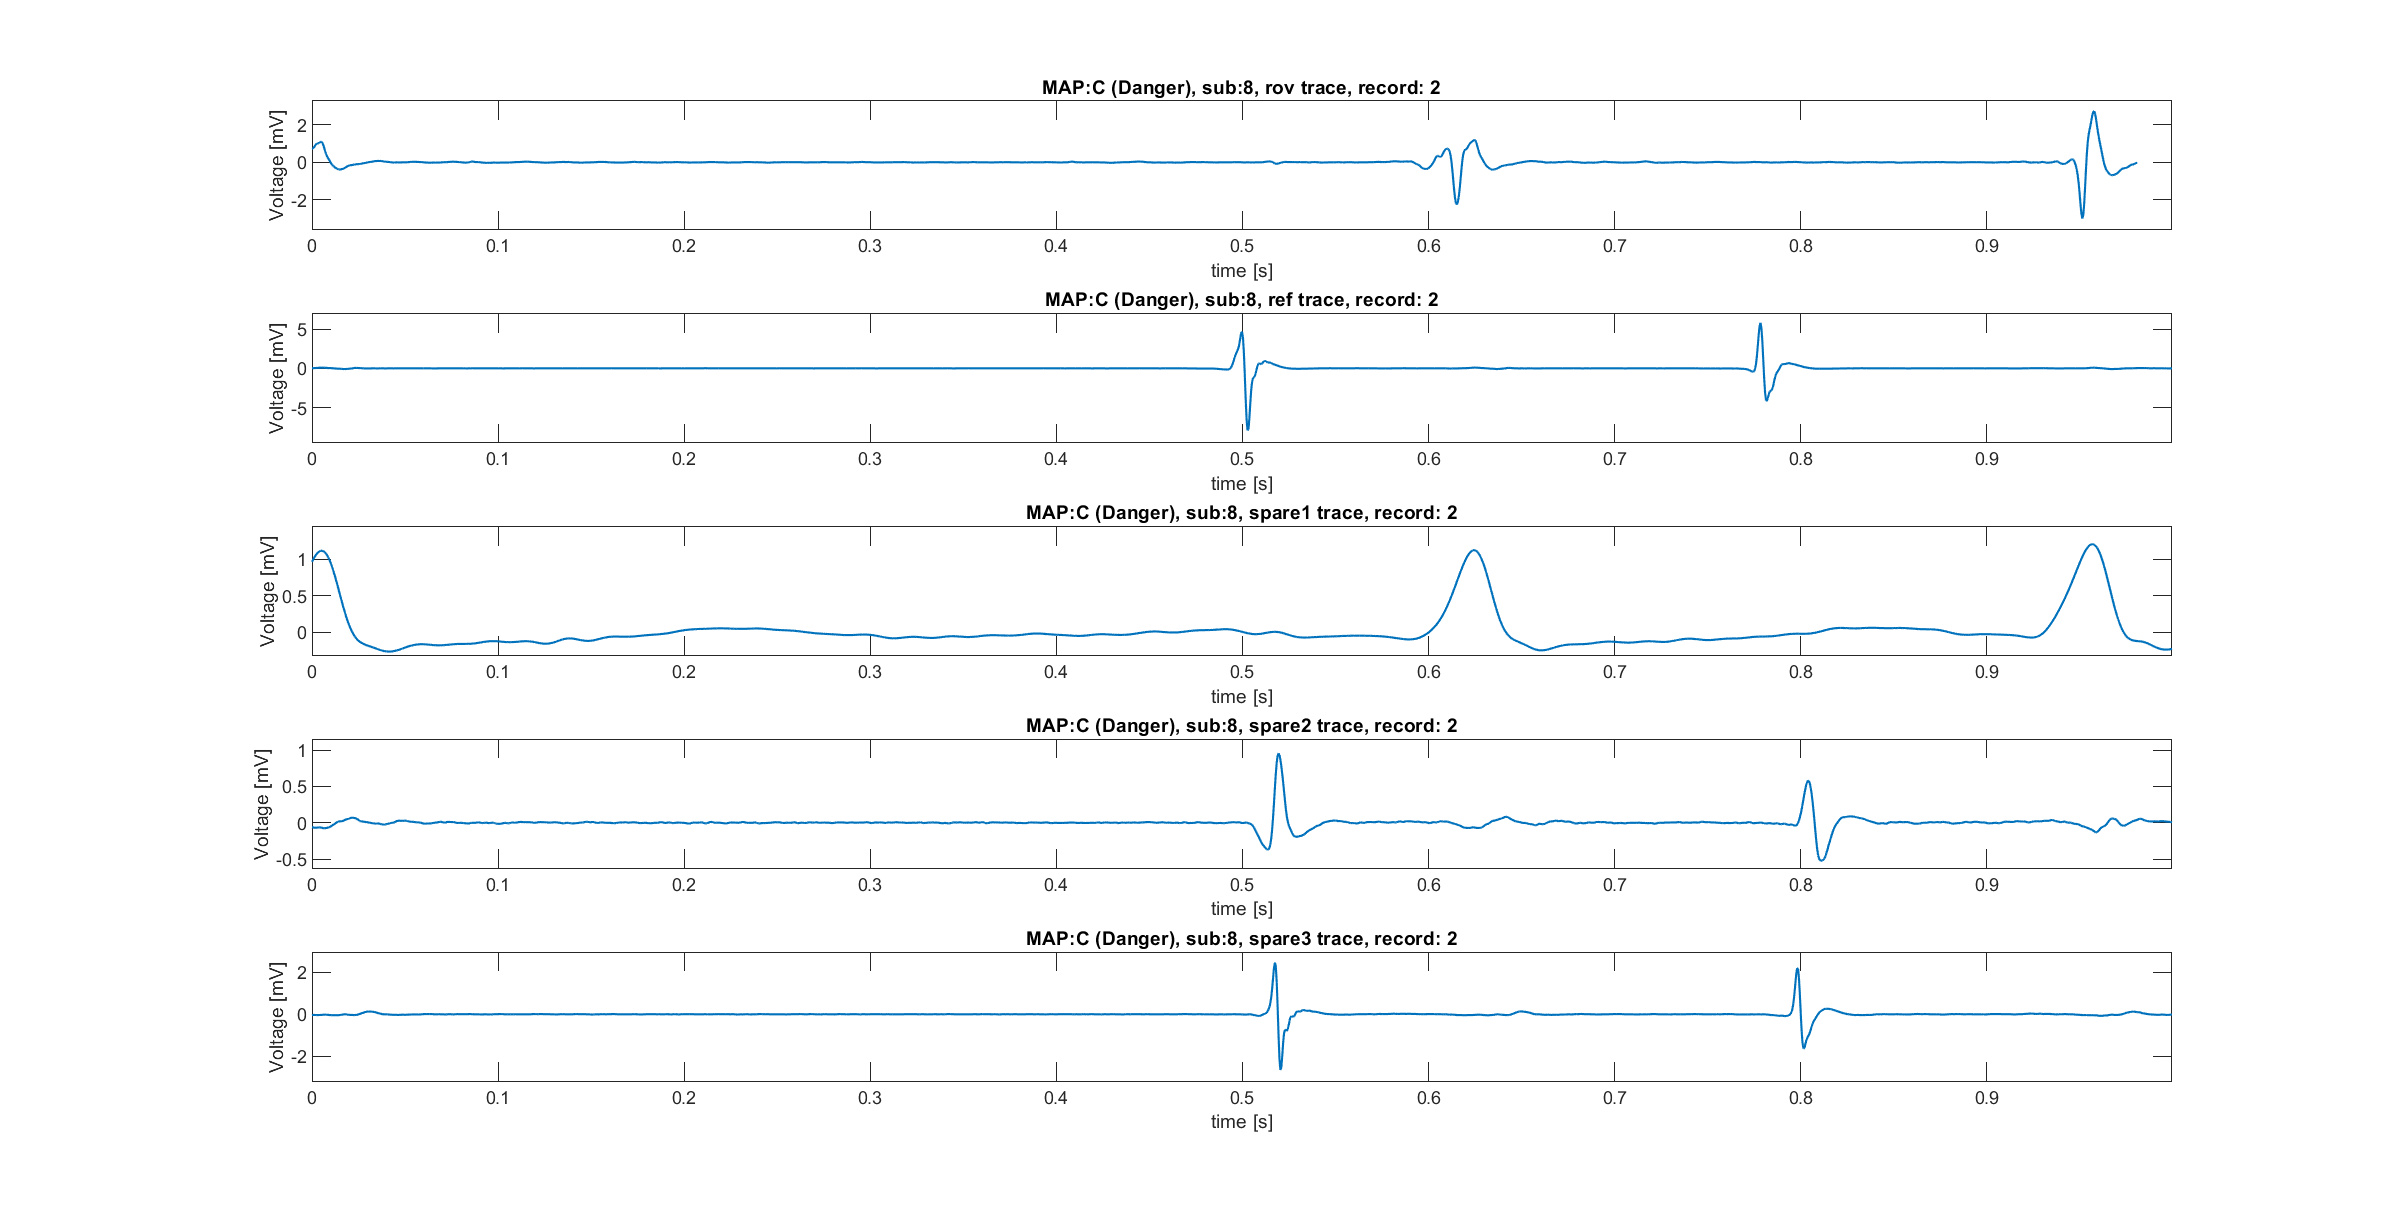 MAP:C (Danger), sub:8, rov trace, record: 2
Voltage [mV]
2
0
-2
0 0.1 0.2 0.3 0.4 0.5 0.6 0.7 0.8 0.9
time [s]
MAP:C (Danger), sub:8, ref trace, record: 2
Voltage [mV]
5
0
-5
0 0.1 0.2 0.3 0.4 0.5 0.6 0.7 0.8 0.9
time [s]
MAP:C (Danger), sub:8, spare1 trace, record: 2
Voltage [mV]
1
0.5
0
0 0.1 0.2 0.3 0.4 0.5 0.6 0.7 0.8 0.9
time [s]
MAP:C (Danger), sub:8, spare2 trace, record: 2
Voltage [mV]
1
0.5
0
-0.5
0 0.1 0.2 0.3 0.4 0.5 0.6 0.7 0.8 0.9
time [s]
MAP:C (Danger), sub:8, spare3 trace, record: 2
Voltage [mV]
2
0
-2
0 0.1 0.2 0.3 0.4 0.5 0.6 0.7 0.8 0.9
time [s]